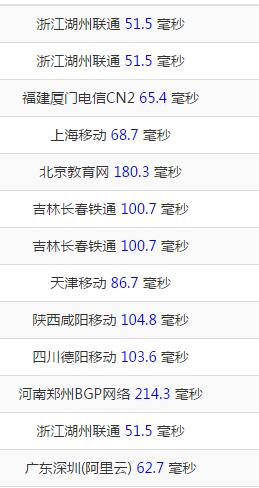 浙江湖州联通 51.5 毫秒
浙江湖州联通 51.5 毫秒
福建厦门电信CN2 65.4 毫秒
上海移动 68.7 毫秒
北京教育网 180.3 毫秒
吉林长春铁通 100.7 毫秒
吉林长春铁通 100.7 毫秒
天津移动 86.7 毫秒
陕西咸阳移动 104.8 毫秒
四川德阳移动 103.6 毫秒
河南郑州BGP网络 214.3 毫秒
浙江湖州联通 51.5 毫秒
广东深圳(阿里云) 62.7 毫秒